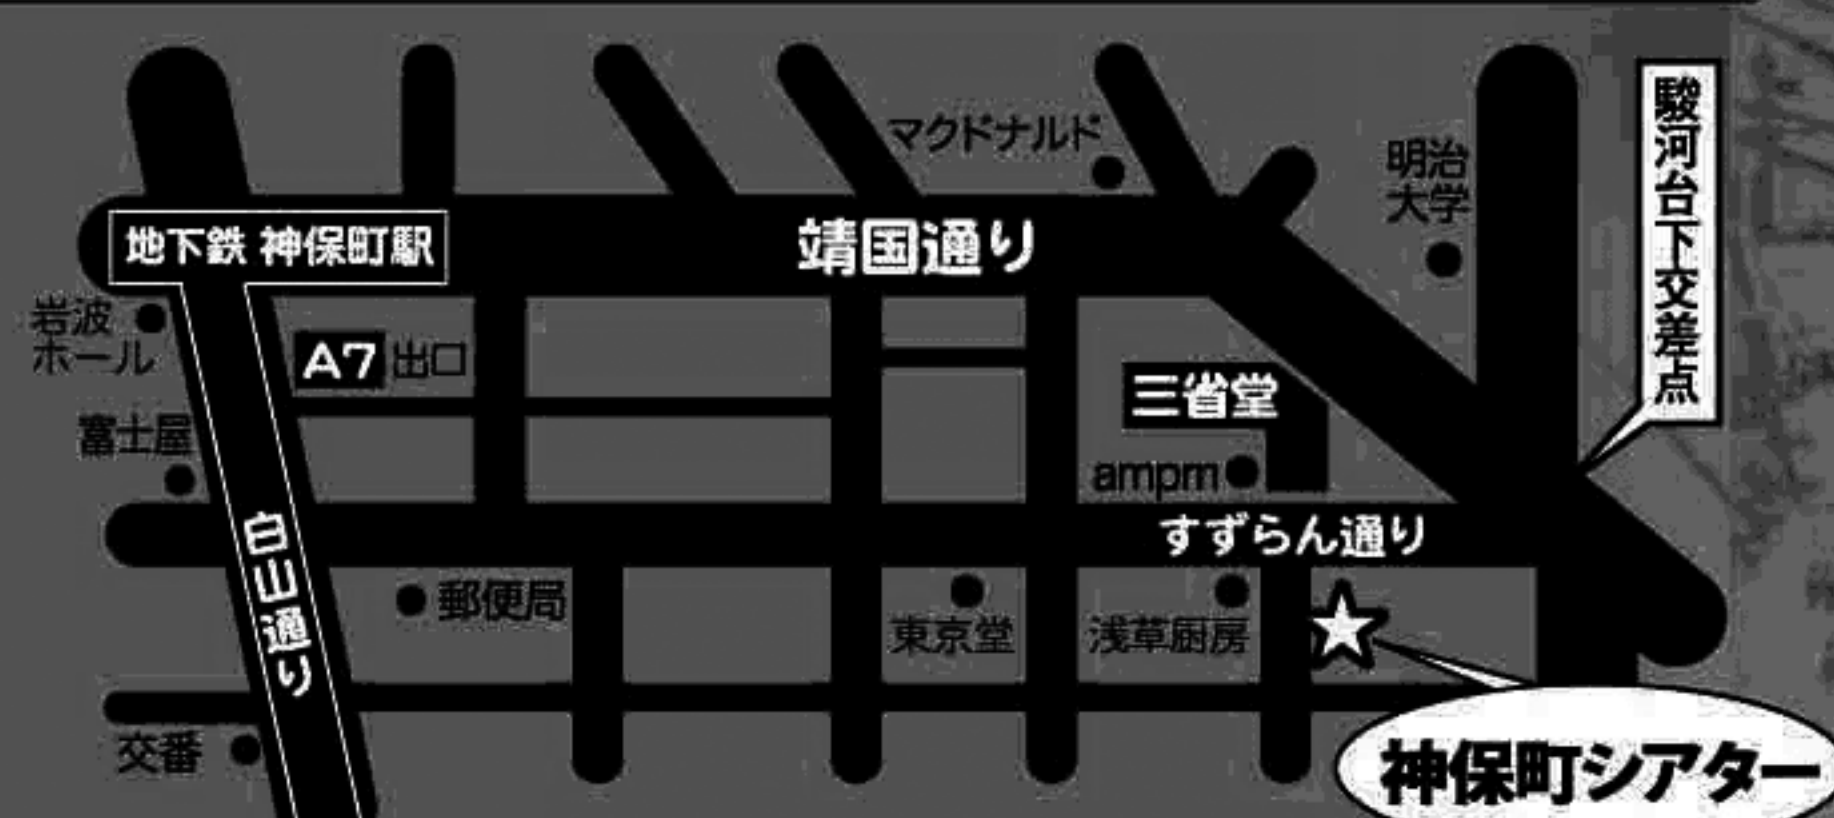 マクドナルド
明治
大学
駿河台下交差点
地下鉄 神保町駅
靖国通り
岩波
ホール
A7 出口
三省堂
富士屋
ampm
白山通り
すずらん通り
郵便局
東京堂
浅草厨房
交番
神保町シアター